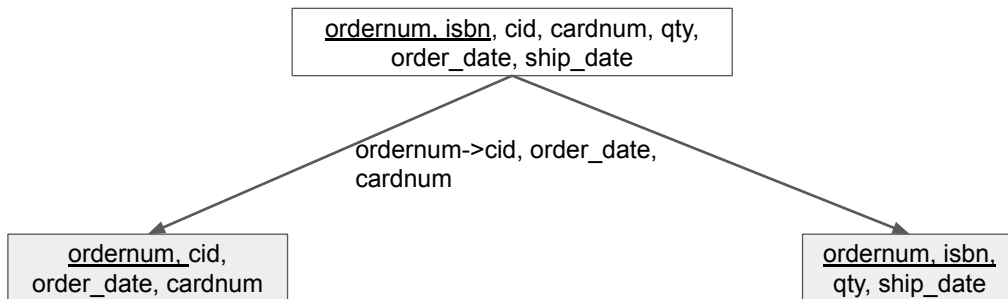 ordernum, isbn, cid, cardnum, qty,
order_date, ship_date
ordernum->cid, order_date,
cardnum
ordernum, cid,
order_date, cardnum
ordernum, isbn,
qty, ship_date